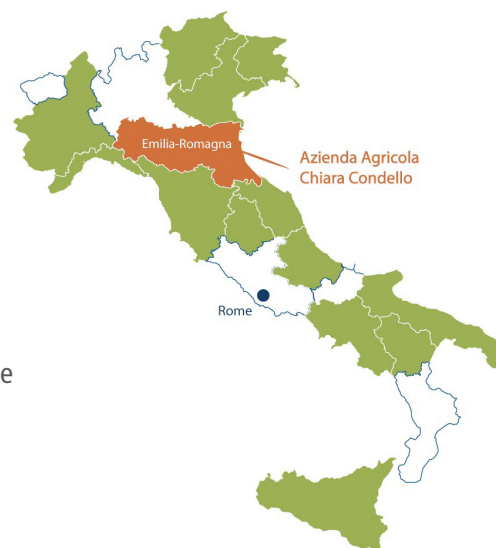 Emilia-Romagna
Azienda Agricola
Chiara Condello
Rome
e